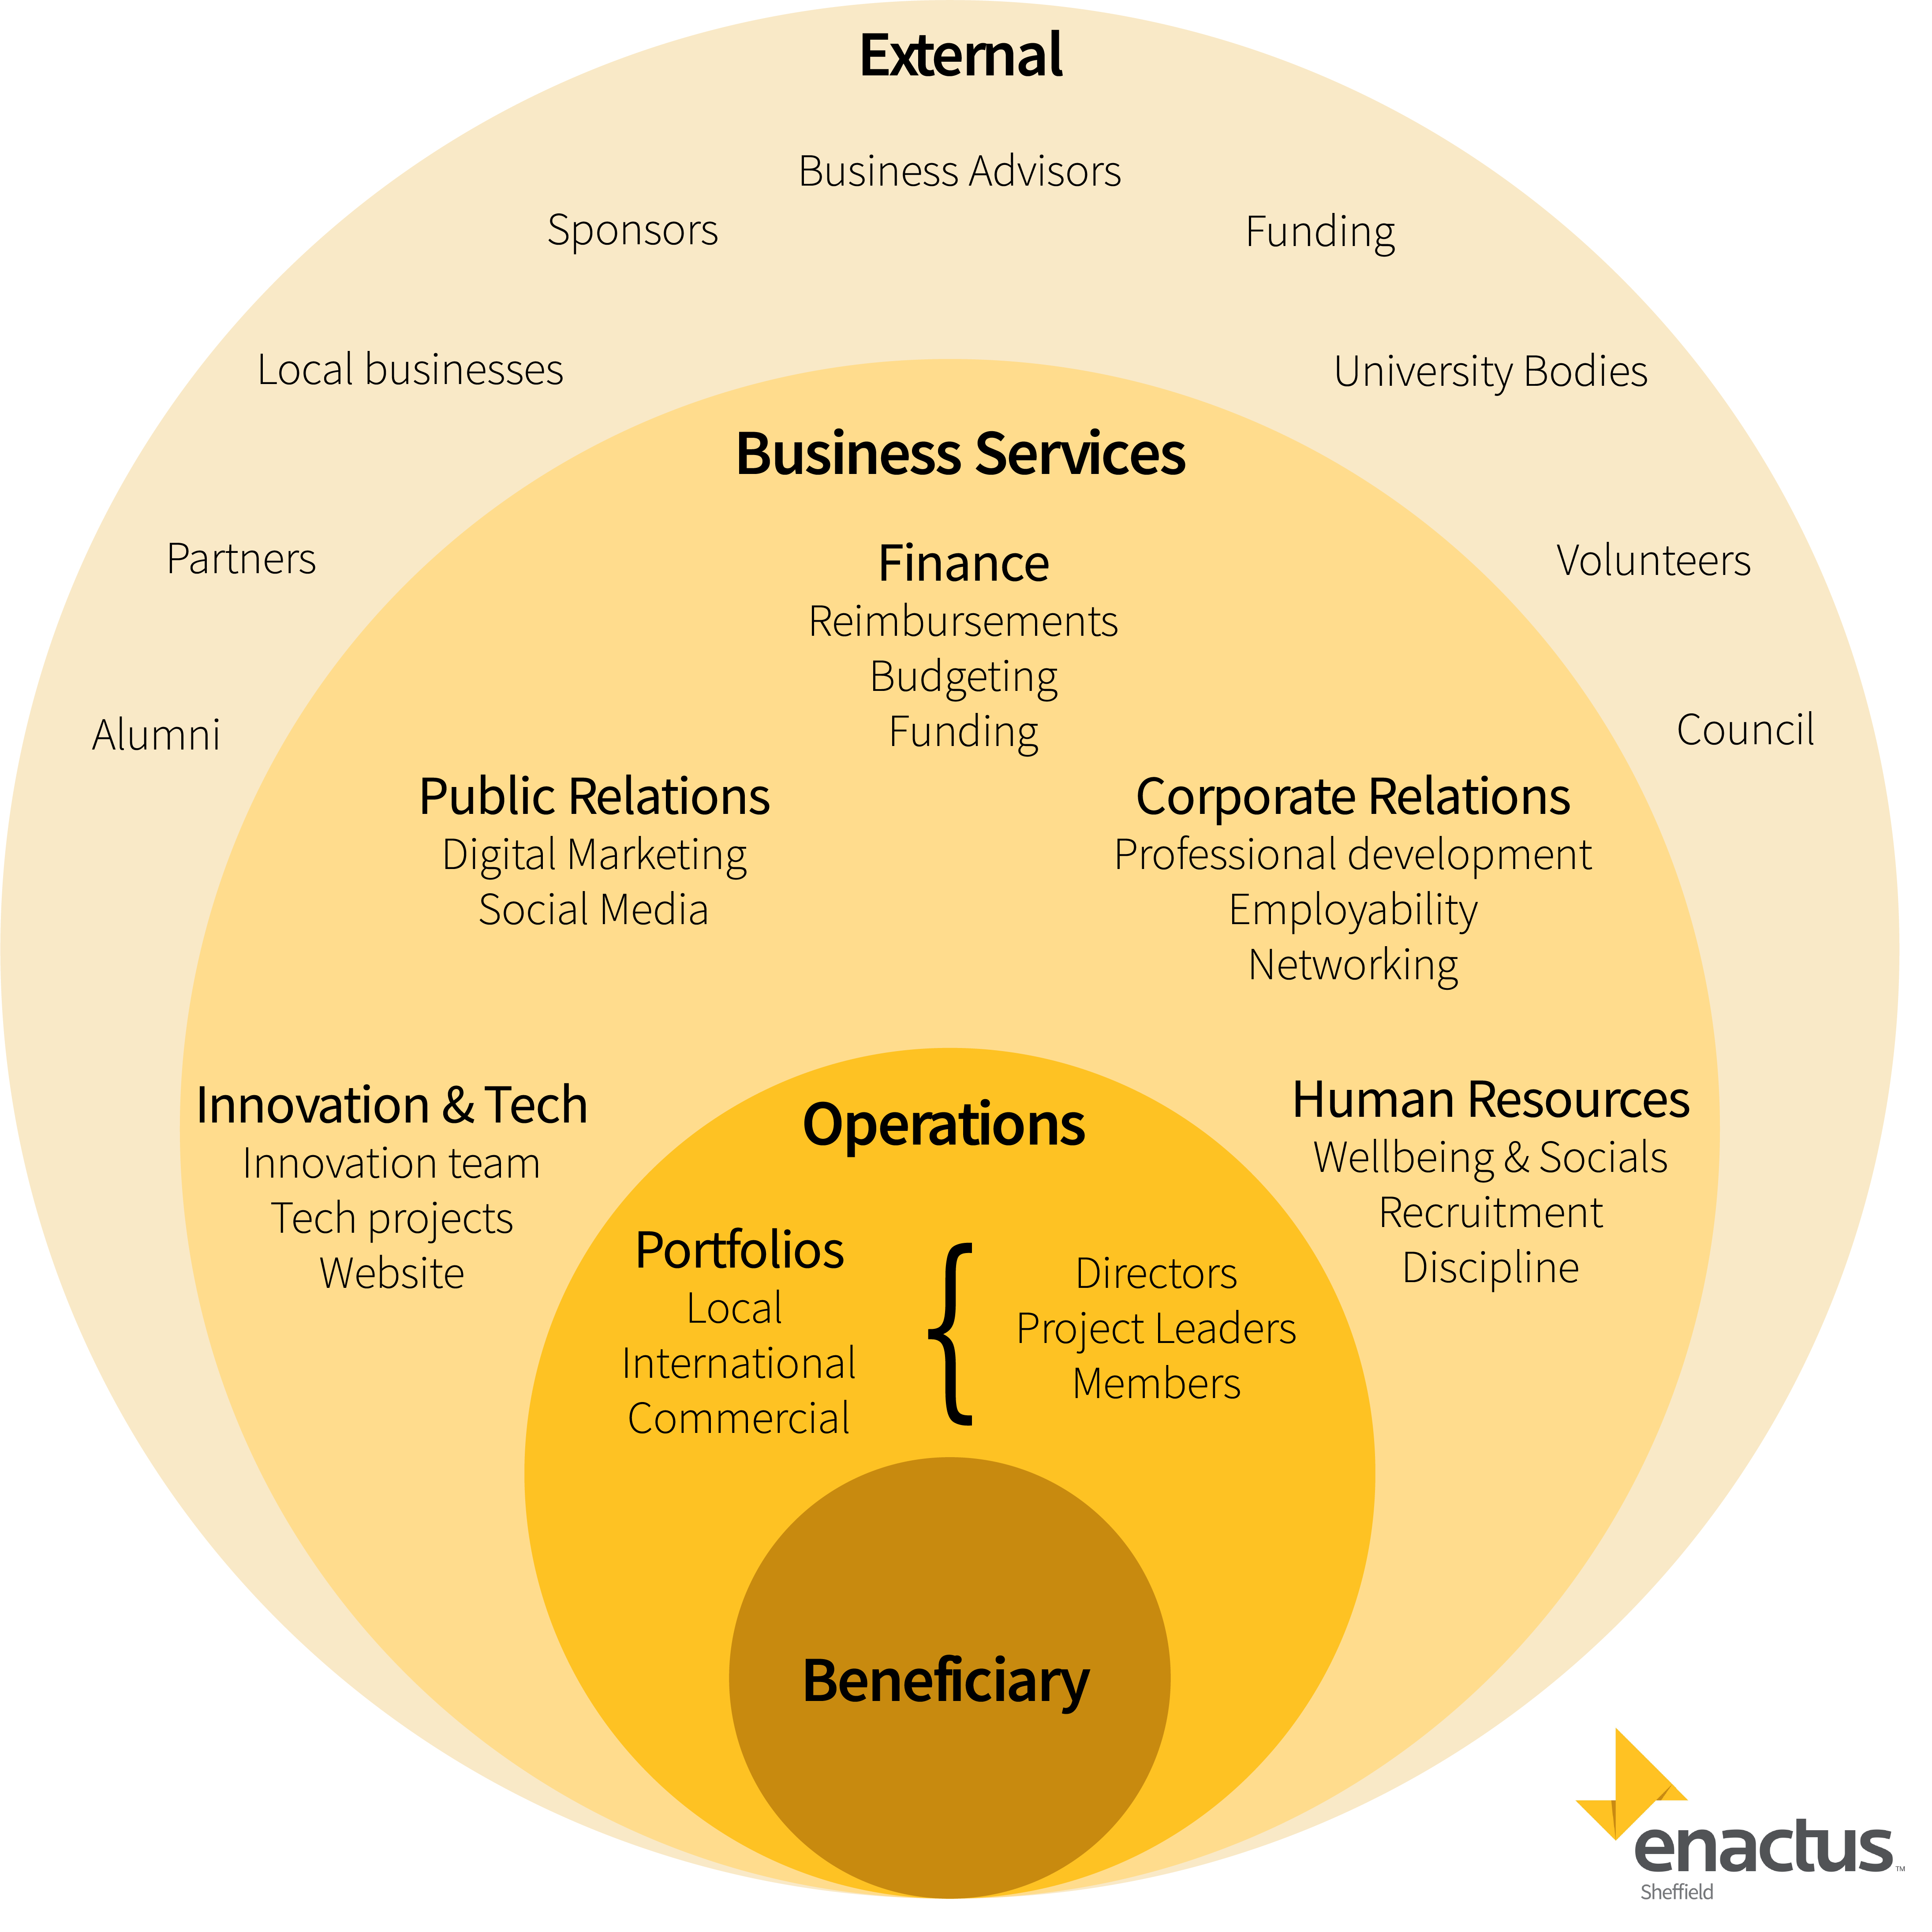 External
Business Advisors
Sponsors
Funding
Local businesses
University Bodies
Business Services
Partners
Volunteers
Finance
Reimbursements
Budgeting
Funding
Alumni
Council
Public Relations
Digital Marketing
Social Media
Corporate Relations
Professional development
Employability
Networking
Innovation & Tech
Innovation team
Tech projects
Website
Human Resources
Wellbeing & Socials
Recruitment
Discipline
Operations
Portfolios
Local
International
Commercial
{
Directors
Project Leaders
Members
Beneficiary
enactus™
Sheffield